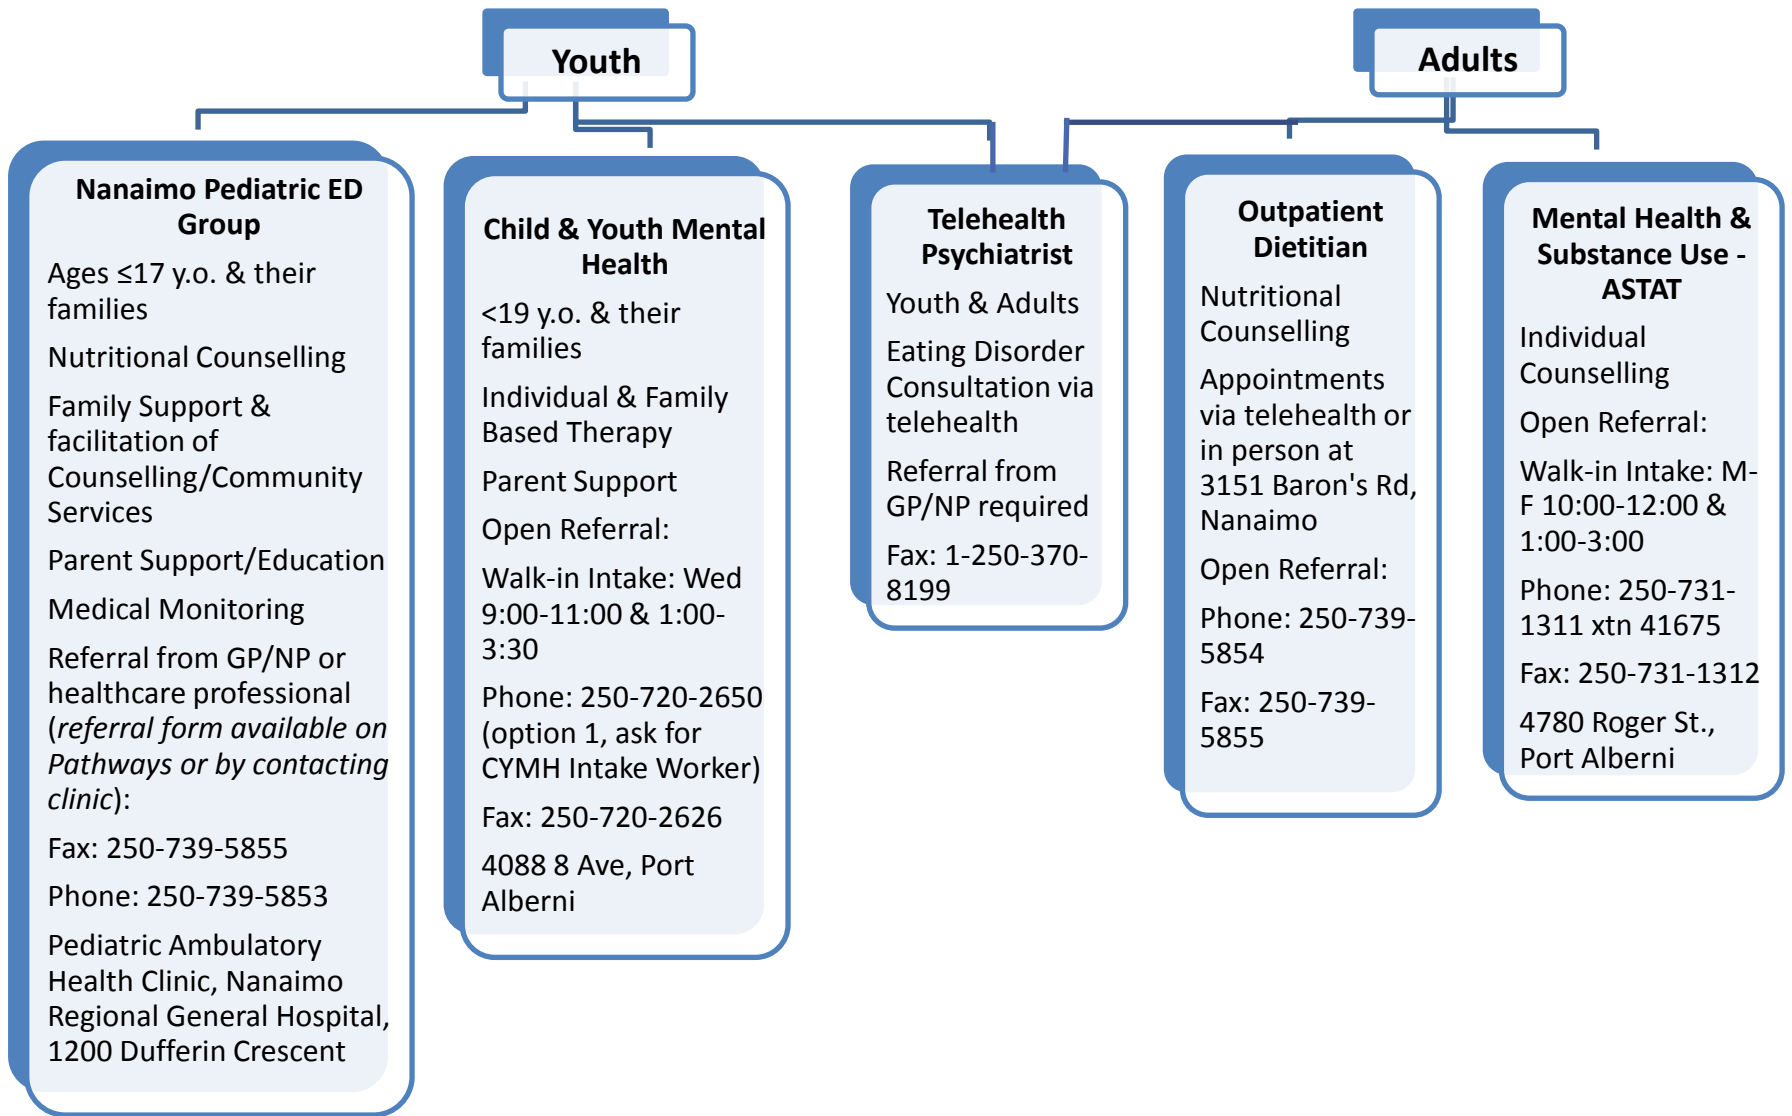 Youth
Adults
Nanaimo Pediatric ED
Group
Ages ≤17 y.o. & their
families
Nutritional Counselling
Family Support &
facilitation of
Counselling/Community
Services
Parent Support/Education
Medical Monitoring
Referral from GP/NP or
healthcare professional
(referral form available on
Pathways or by contacting
clinic):
Fax: 250-739-5855
Phone: 250-739-5853
Pediatric Ambulatory
Health Clinic, Nanaimo
Regional General Hospital,
1200 Dufferin Crescent
Child & Youth Mental
Health
<19 y.o. & their
families
Individual & Family
Based Therapy
Parent Support
Open Referral:
Walk-in Intake: Wed
9:00-11:00 & 1:00-
3:30
Phone: 250-720-2650
(option 1, ask for
CYMH Intake Worker)
Fax: 250-720-2626
4088 8 Ave, Port
Alberni
Telehealth
Psychiatrist
Youth & Adults
Eating Disorder
Consultation via
telehealth
Referral from
GP/NP required
Fax: 1-250-370-
8199
Outpatient
Dietitian
Nutritional
Counselling
Appointments
via telehealth or
in person at
3151 Baron's Rd,
Nanaimo
Open Referral:
Phone: 250-739-
5854
Fax: 250-739-
5855
Mental Health &
Substance Use -
ASTAT
Individual
Counselling
Open Referral:
Walk-in Intake: M-
F 10:00-12:00 &
1:00-3:00
Phone: 250-731-
1311 xtn 41675
Fax: 250-731-1312
4780 Roger St.,
Port Alberni